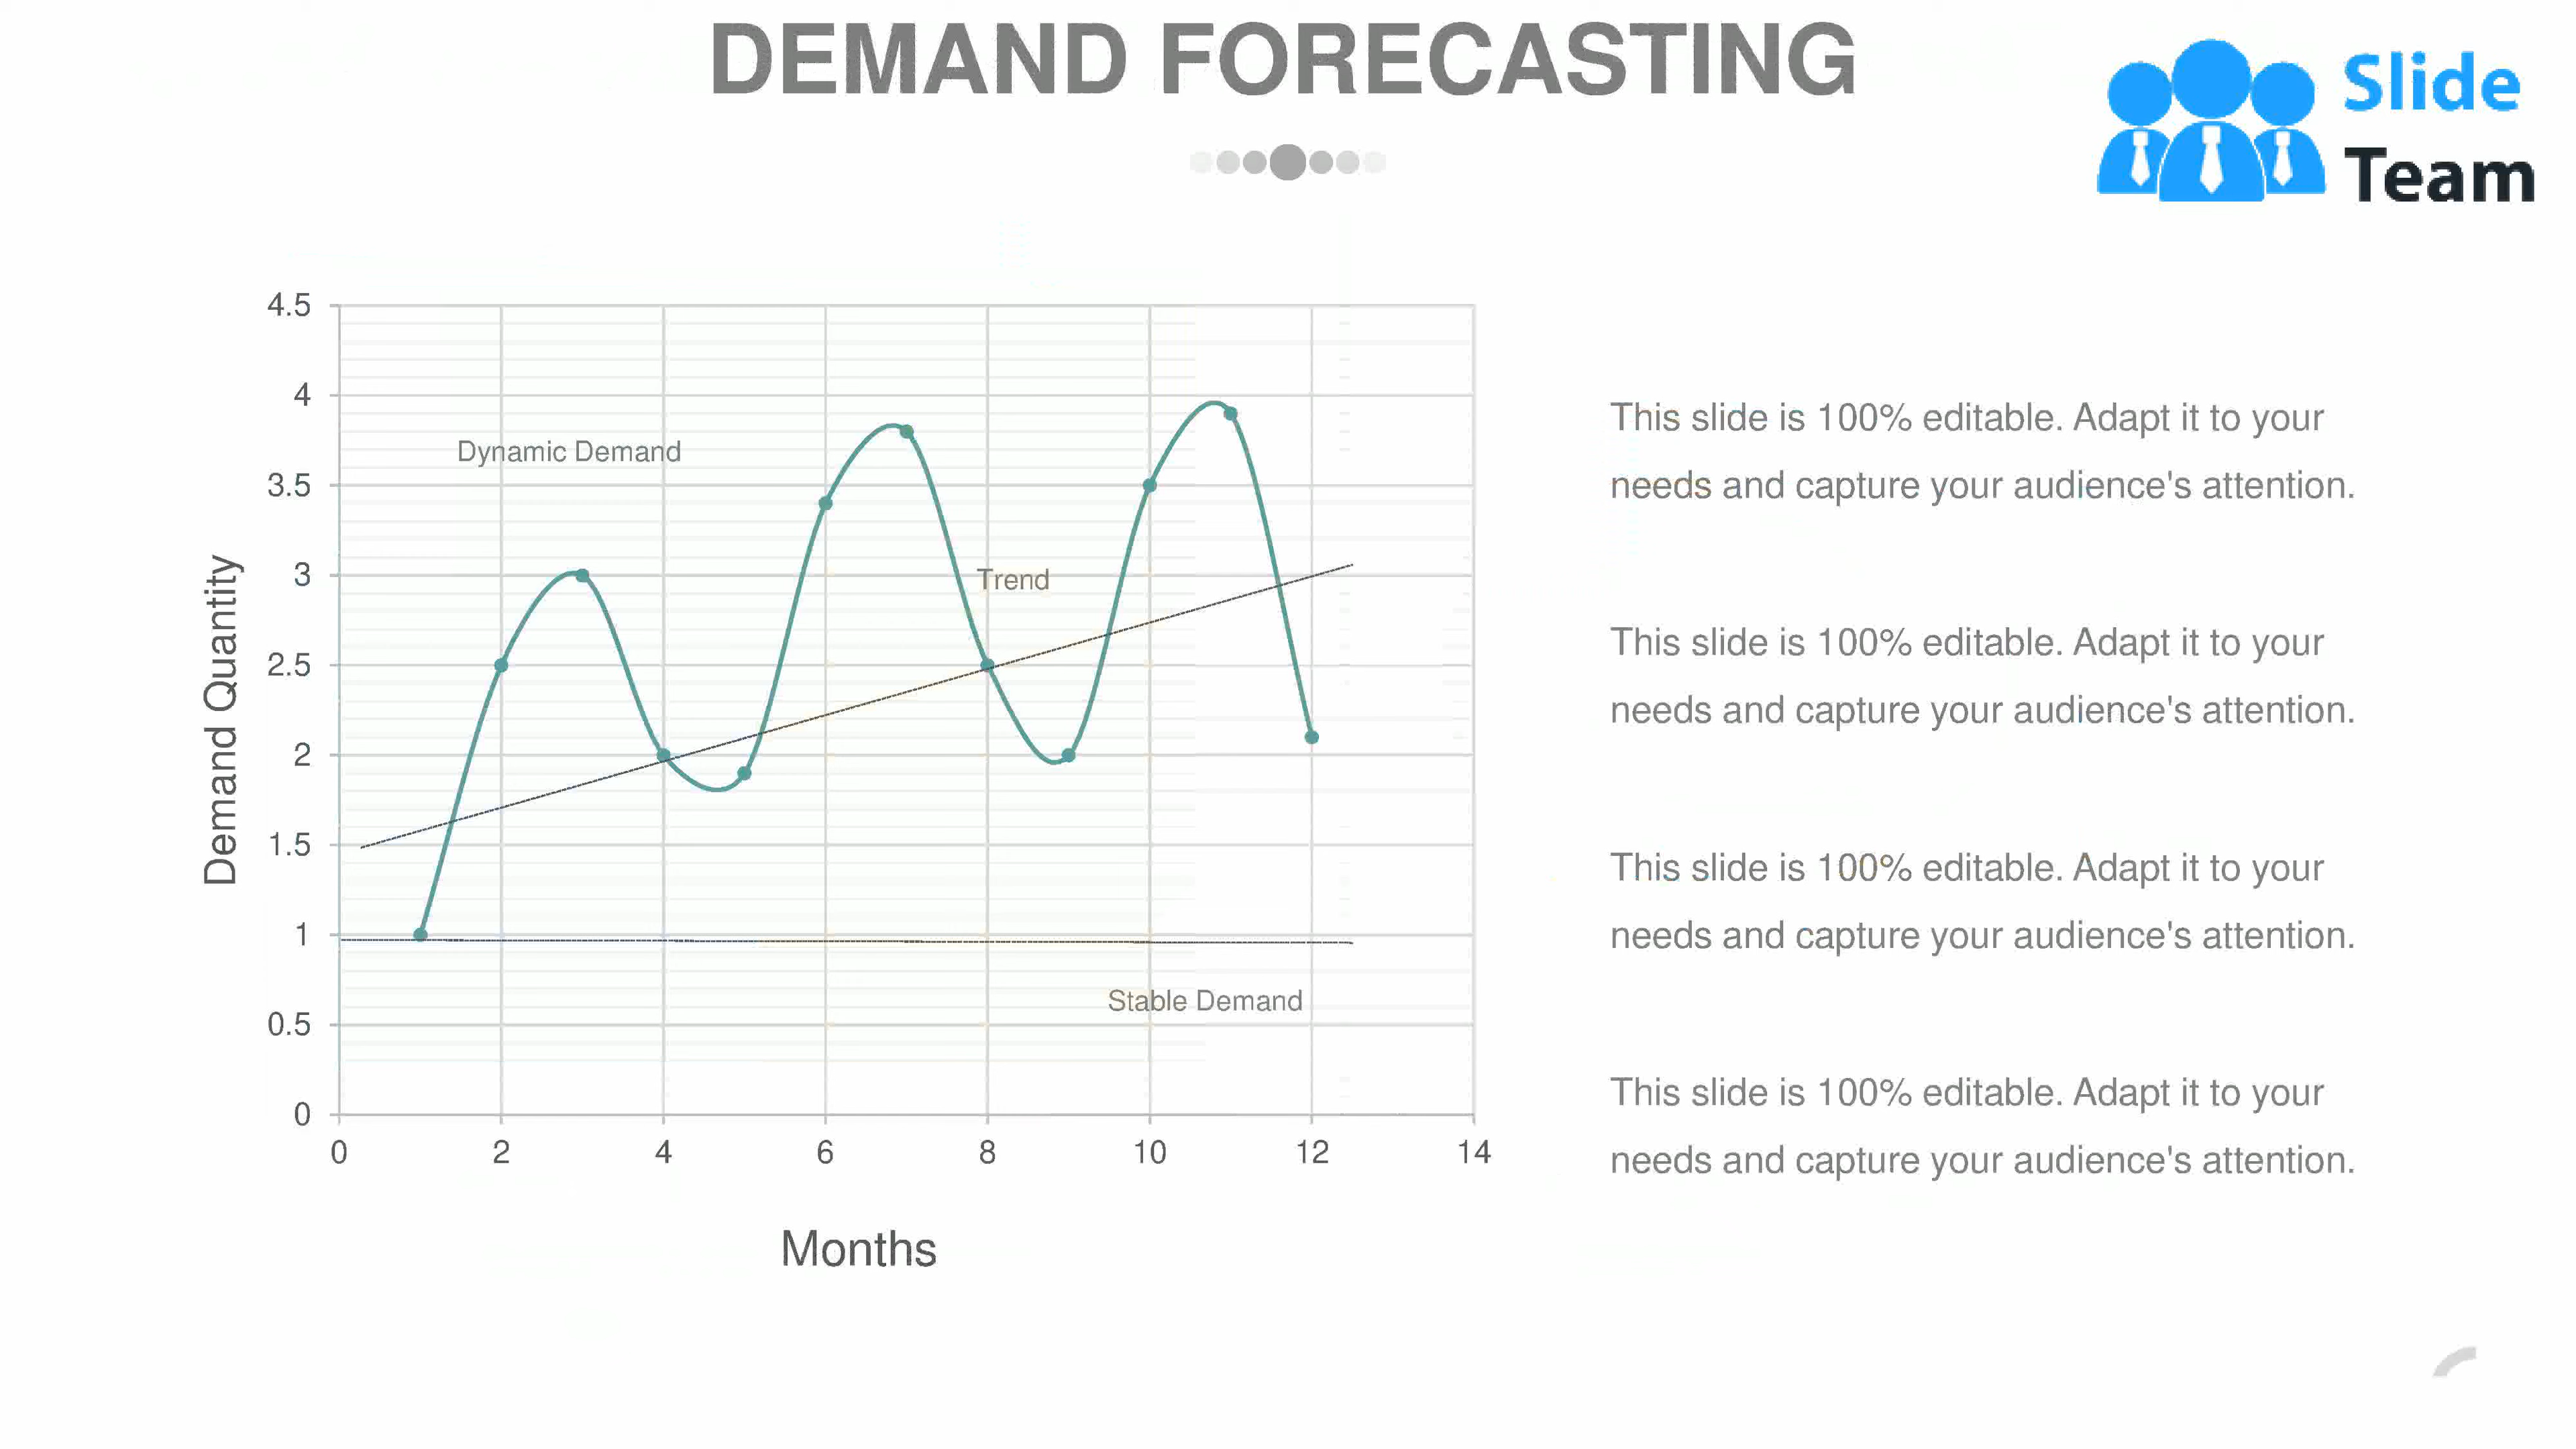 DEMAND FORECASTING
Slide
Team
4.5
4
3.5
3
2.5
2
1.5
1
0.5
0
Demand Quantity
Dynamic Demand
Trend
Stable Demand
0 2 4 6 8 10 12 14
Months
This slide is 100% editable. Adapt it to your
needs and capture your audience's attention.
This slide is 100% editable. Adapt it to your
needs and capture your audience's attention.
This slide is 100% editable. Adapt it to your
needs and capture your audience's attention.
This slide is 100% editable. Adapt it to your
needs and capture your audience's attention.